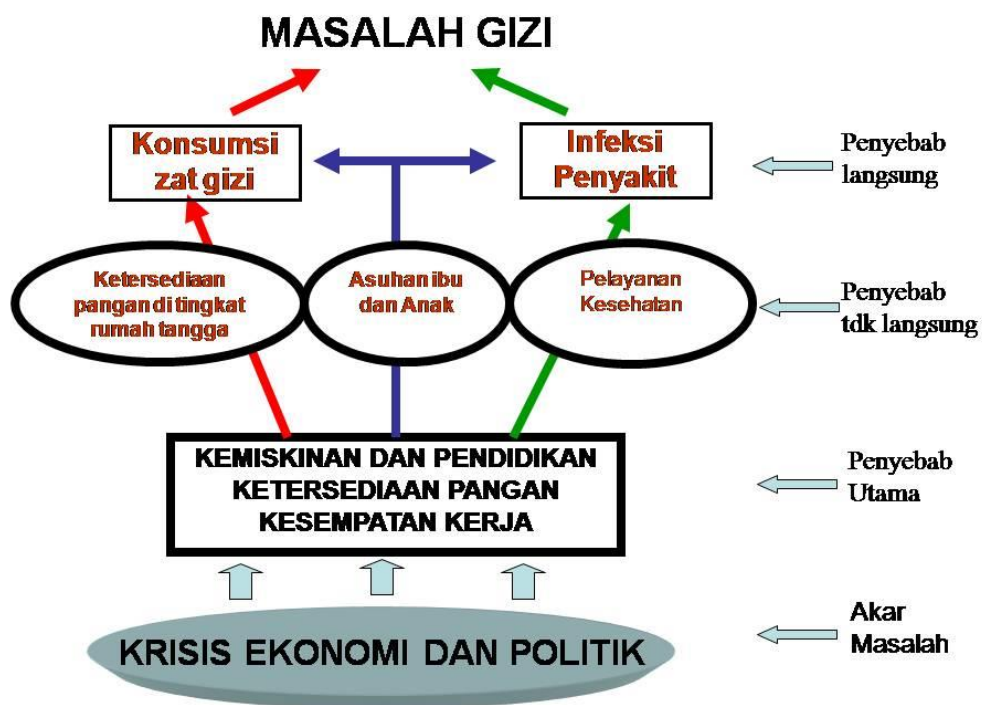 MASALAH GIZI
Konsumsi
zat gizi
Infeksi
Penyakit
Penyebab
langsung
Ketersediaan
pangan di tingkat
rumah tangga
Asuhan ibu
dan Anak
Pelayanan
Kesehatan
Penyebab
tdk langsung
KEMISKINAN DAN PENDIDIKAN
KETERSEDIAAN PANGAN
KESEMPATAN KERJA
Penyebab
Utama
KRISIS EKONOMI DAN POLITIK
Akar
Masalah